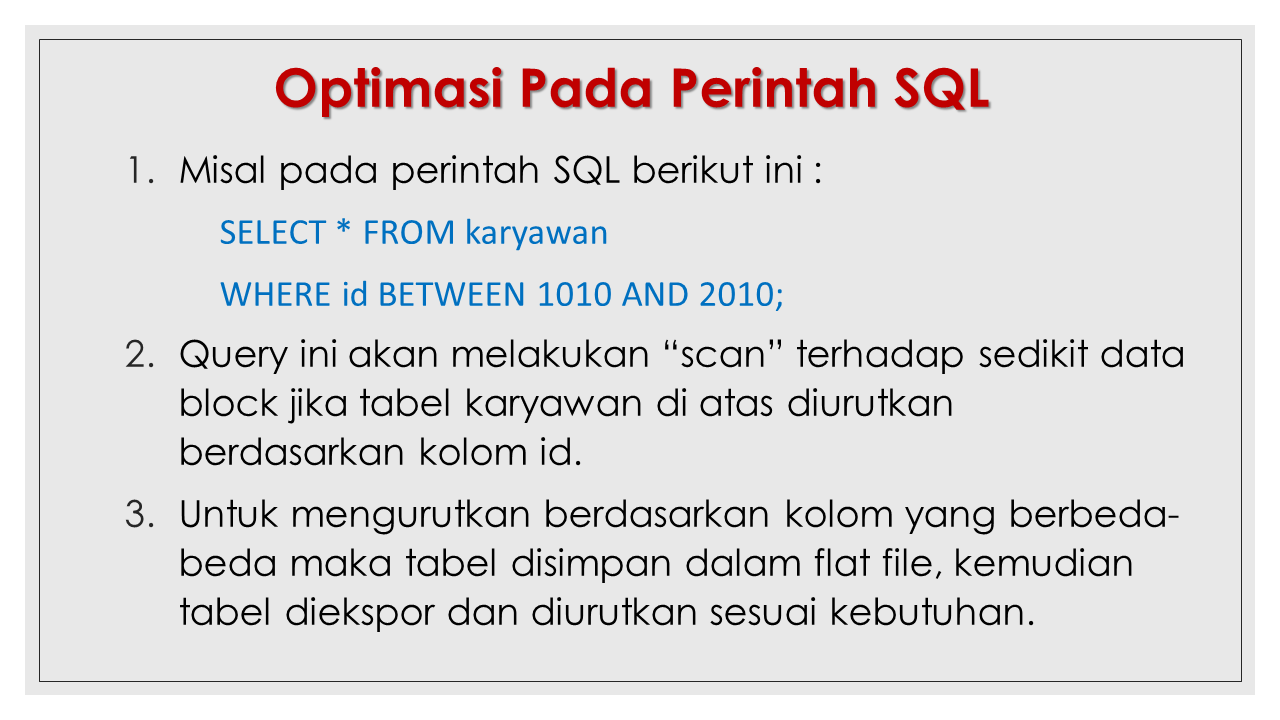 Optimasi Pada Perintah SQL
1. Misal pada perintah SQL berikut ini :
SELECT * FROM karyawan
WHERE id BETWEEN 1010 AND 2010;
2. Query ini akan melakukan “scan” terhadap sedikit data
block jika tabel karyawan di atas diurutkan
berdasarkan kolom id.
3. Untuk mengurutkan berdasarkan kolom yang berbeda-
beda maka tabel disimpan dalam flat file, kemudian
tabel diekspor dan diurutkan sesuai kebutuhan.